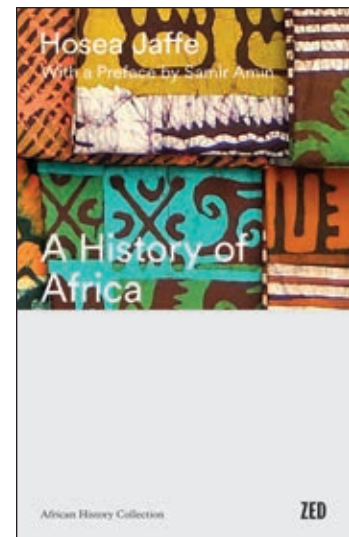 Hosea Jaffe
With a Preface by Samir Amin
A History of
Africa
African History Collection
ZED